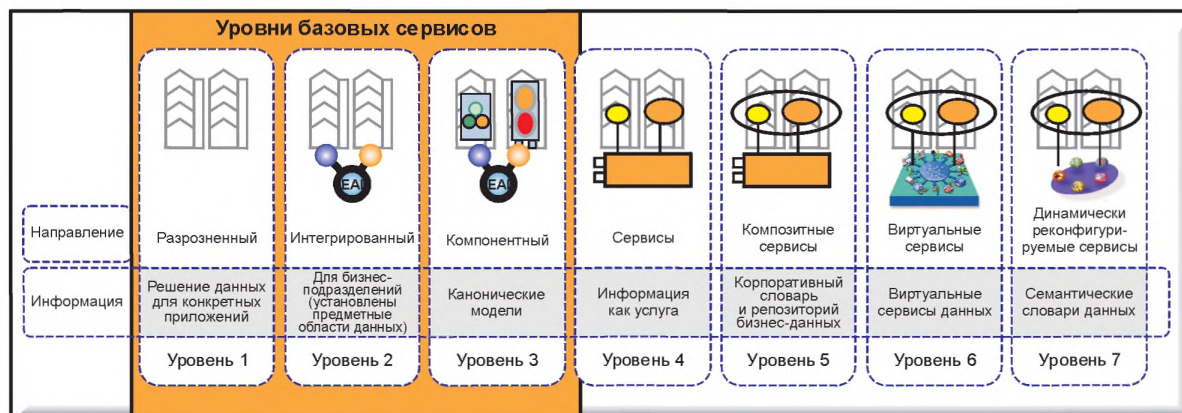 Уровни базовых сервисов
EAI
EAI
Направление
Разрозненный
Интегрированный
Компонентный
Сервисы
Композитные
сервисы
Виртуальные
сервисы
Динамически
реконфигури-
руемые сервисы
Информация
Решение данных
для конкретных
приложений
Для бизнес-
подразделений
(установлены
предметные
области данных)
Канонические
модели
Информация
как услуга
Корпоративный
словарь
и репозиторий
бизнес-данных
Виртуальные
сервисы данных
Семантические
словари данных
Уровень 1
Уровень 2
Уровень 3
Уровень 4
Уровень 5
Уровень 6
Уровень 7